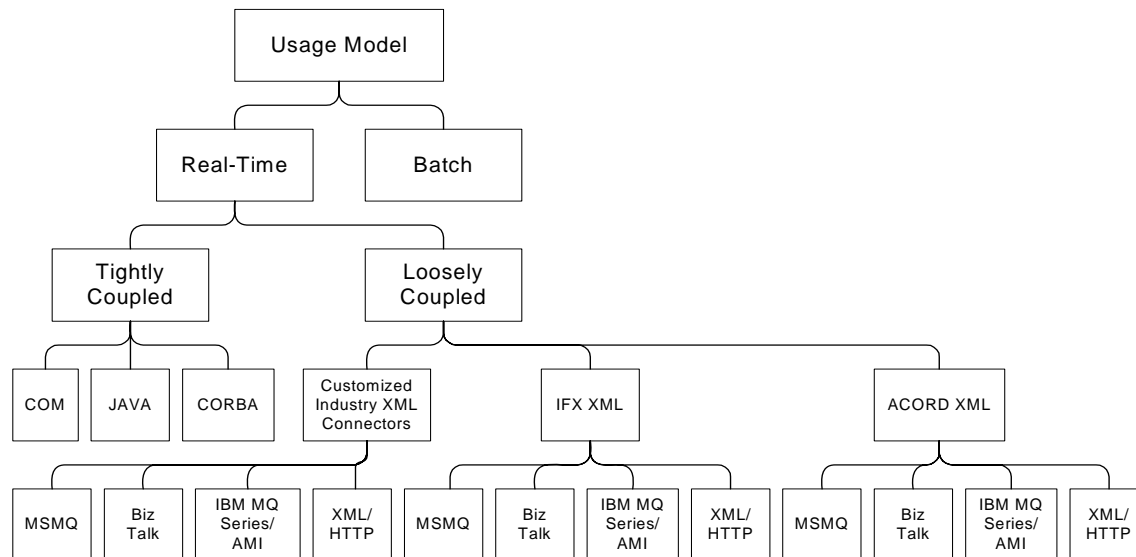 Usage Model
Real-Time
Batch
Tightly
Coupled
Loosely
Coupled
COM
JAVA
CORBA
Customized
Industry XML
Connectors
IFX XML
ACORD XML
MSMQ
Biz
Talk
IBM MQ
Series/
AMI
XML/
HTTP
MSMQ
Biz
Talk
IBM MQ
Series/
AMI
XML/
HTTP
MSMQ
Biz
Talk
IBM MQ
Series/
AMI
XML/
HTTP